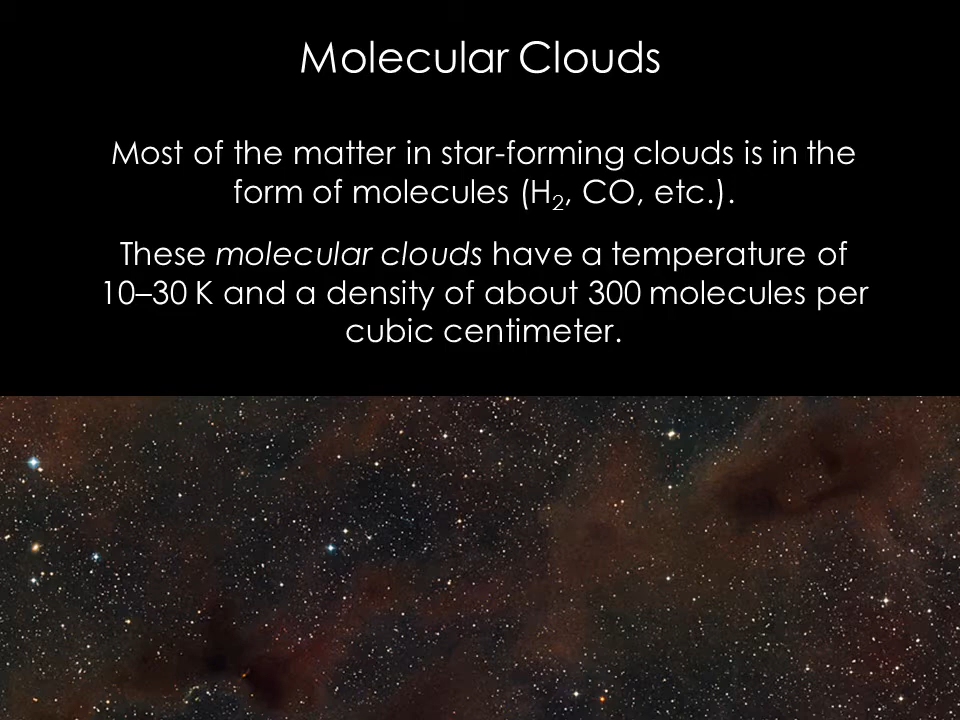 Molecular Clouds
Most of the matter in star-forming clouds is in the
form of molecules (H₂, CO, etc.).
These molecular clouds have a temperature of
10–30 K and a density of about 300 molecules per
cubic centimeter.